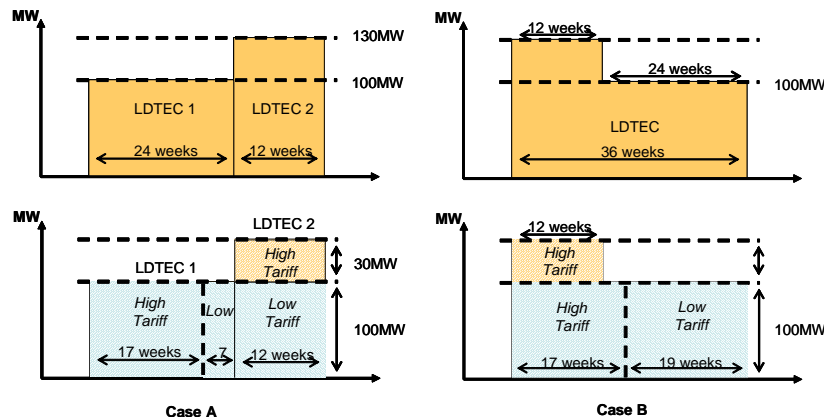 MW
130MW
100MW
LDTEC 1
LDTEC 2
24 weeks
12 weeks
MW
12 weeks
24 weeks
100MW
LDTEC
36 weeks
MW
LDTEC 2
LDTEC 1
High
Tariff
30MW
High
Tariff
Low
Low
Tariff
100MW
17 weeks
7
12 weeks
Case A
MW
12 weeks
High
Tariff
High
Tariff
Low
Tariff
100MW
17 weeks
19 weeks
Case B